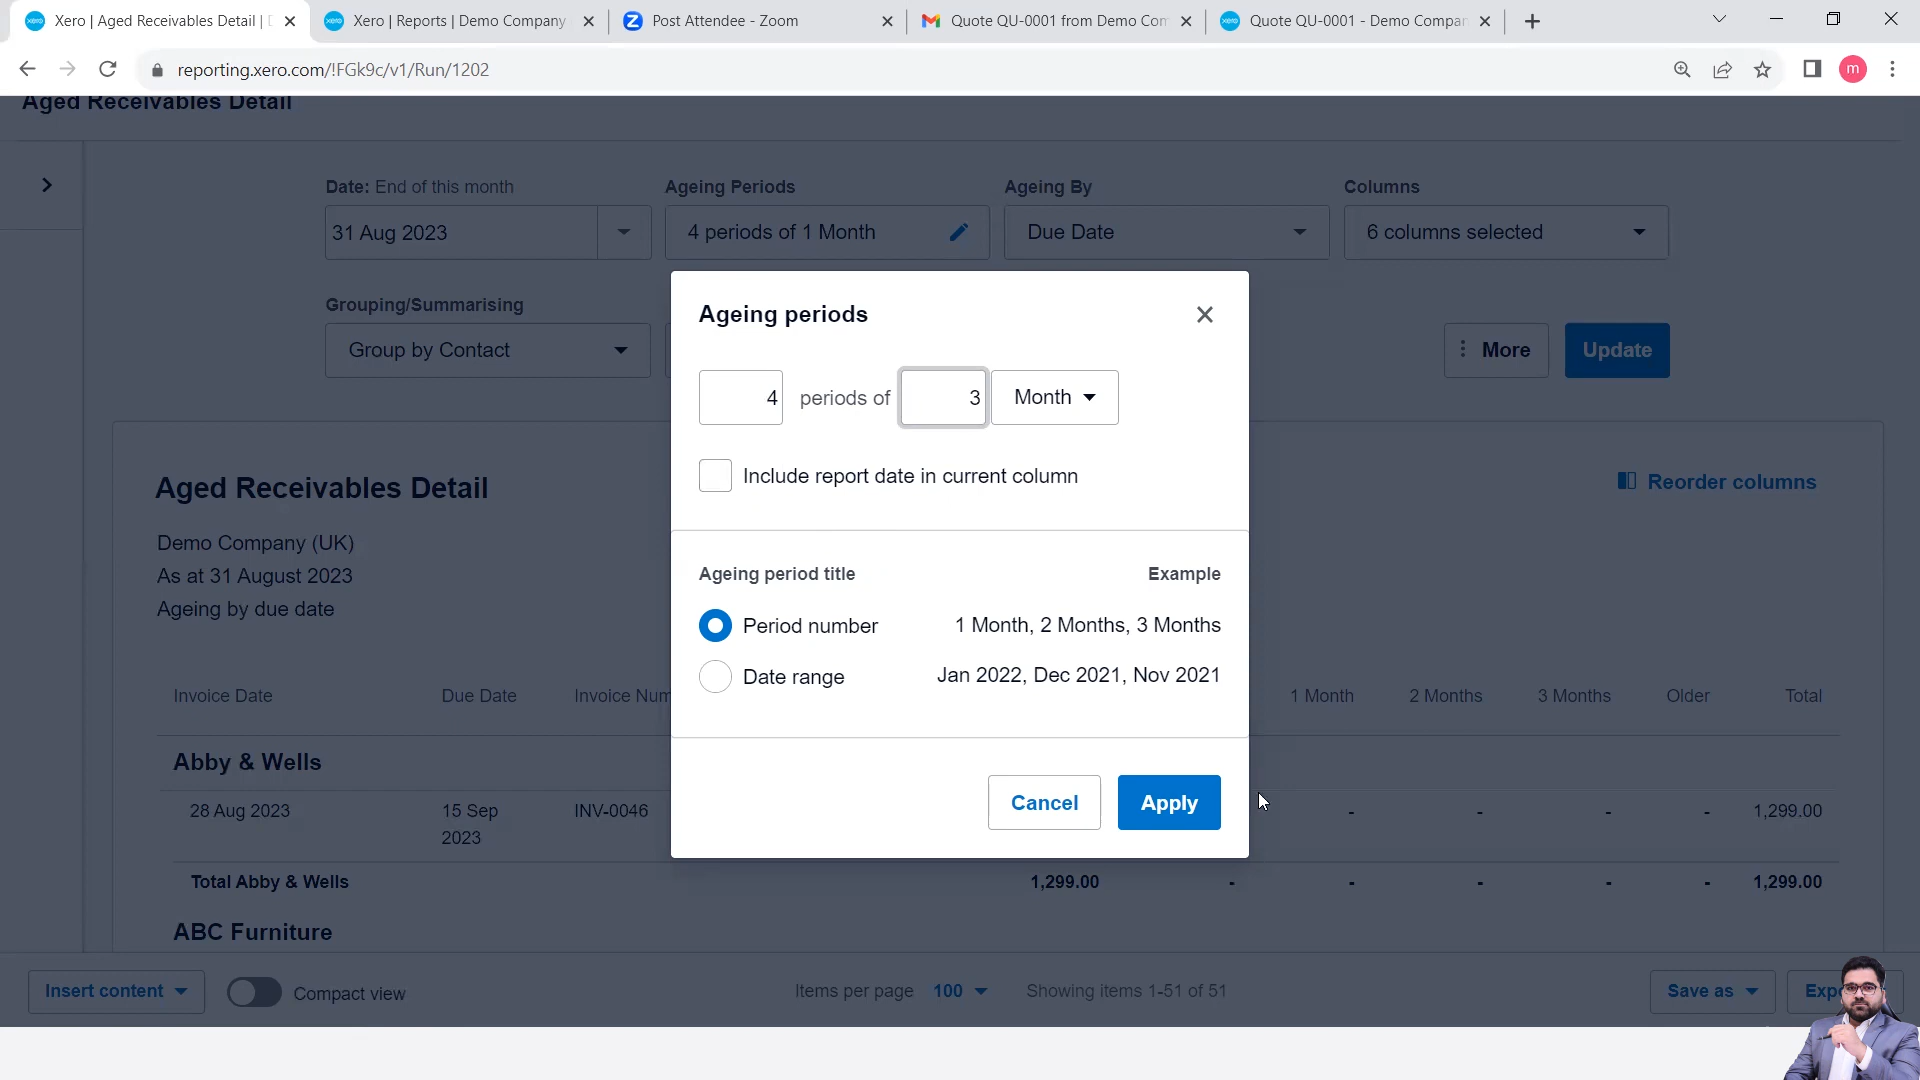 Xero | Aged Receivables Detail | D
Xero | Reports | Demo Company
Post Attendee - Zoom
Quote QU-0001 from Demo Com
Quote QU-0001 - Demo Compan
reporting.xero.com/!FGk9c/v1/Run/1202
m
Aged Receivables Detail
Date: End of this month
Ageing Periods
Ageing By
Columns
31 Aug 2023
4 periods of 1 Month
Due Date
6 columns selected
Grouping/Summarising
Group by Contact
More
Update
Ageing periods
4 periods of 3 Month
Include report date in current column
Ageing period title
Example
Period number
1 Month, 2 Months, 3 Months
Date range
Jan 2022, Dec 2021, Nov 2021
Cancel
Apply
Aged Receivables Detail
Reorder columns
Demo Company (UK)
As at 31 August 2023
Ageing by due date
Invoice Date Due Date Invoice Num 1 Month 2 Months 3 Months Older Total
Abby & Wells
28 Aug 2023 15 Sep 2023 INV-0046 - - - - 1,299.00
Total Abby & Wells 1,299.00 - - - - - 1,299.00
ABC Furniture
Insert content
Compact view
Items per page 100
Showing items 1-51 of 51
Save as